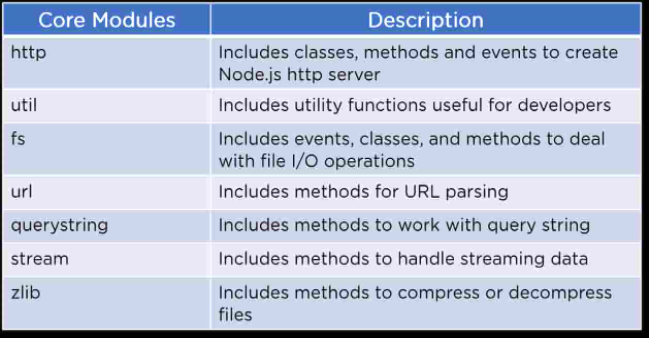 Core Modules Description
http Includes classes, methods and events to create
Node.js http server
util Includes utility functions useful for developers
fs Includes events, classes, and methods to deal
with file I/O operations
url Includes methods for URL parsing
querystring Includes methods to work with query string
stream Includes methods to handle streaming data
zlib Includes methods to compress or decompress
files